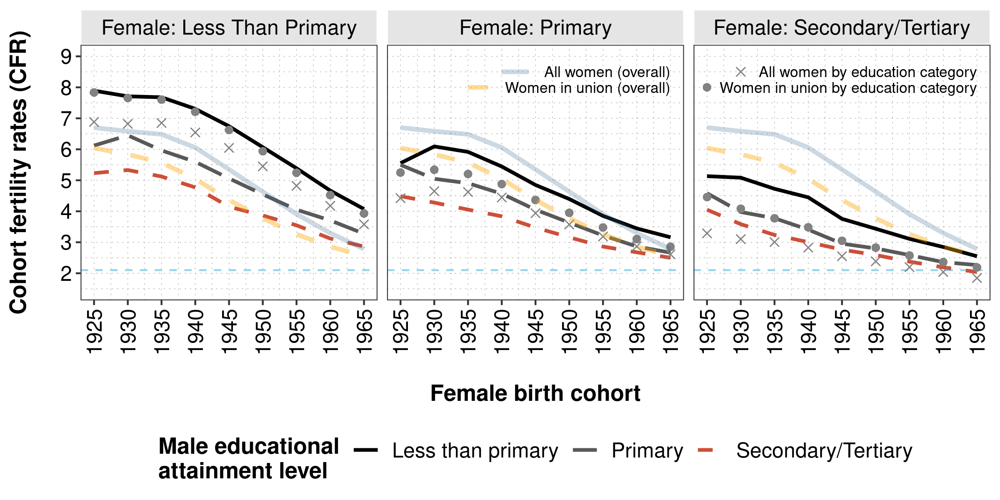 Female: Less Than Primary
Female: Primary
Female: Secondary/Tertiary
Cohort fertility rates (CFR)
9
8
7
6
5
4
3
2
All women (overall)
Women in union (overall)
All women by education category
Women in union by education category
1925 1930 1935 1940 1945 1950 1955 1960 1965
1925 1930 1935 1940 1945 1950 1955 1960 1965
1925 1930 1935 1940 1945 1950 1955 1960 1965
Female birth cohort
Male educational
attainment level
Less than primary
Primary
Secondary/Tertiary